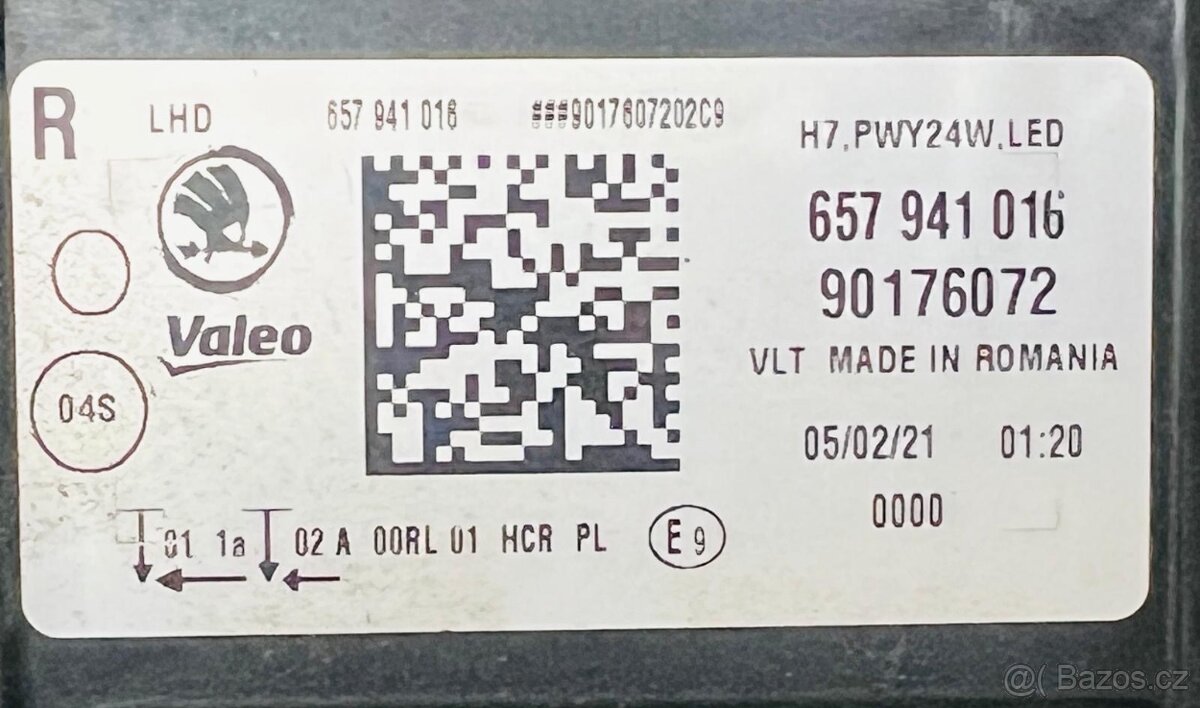 R LHD 657 941 016 ###9017607202C9
H7,PWY24W,LED
657 941 016
90176072
Valeo
VLT MADE IN ROMANIA
04S
05/02/21 01:20
0000
01 1a 02 A 00RL 01 HCR PL E 9
@( Bazos.cz